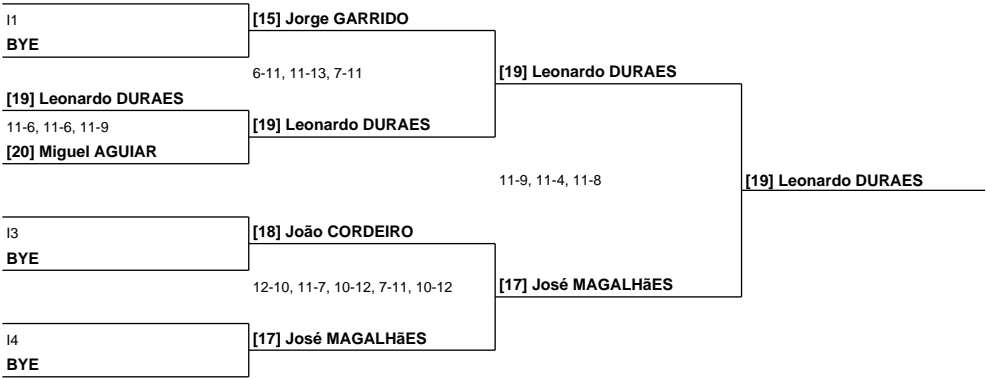 I1
[15] Jorge GARRIDO
BYE
6-11, 11-13, 7-11
[19] Leonardo DURAES
[19] Leonardo DURAES
11-6, 11-6, 11-9
[19] Leonardo DURAES
[20] Miguel AGUIAR
11-9, 11-4, 11-8
[19] Leonardo DURAES
I3
[18] João CORDEIRO
BYE
12-10, 11-7, 10-12, 7-11, 10-12
[17] José MAGALHãES
I4
[17] José MAGALHãES
BYE